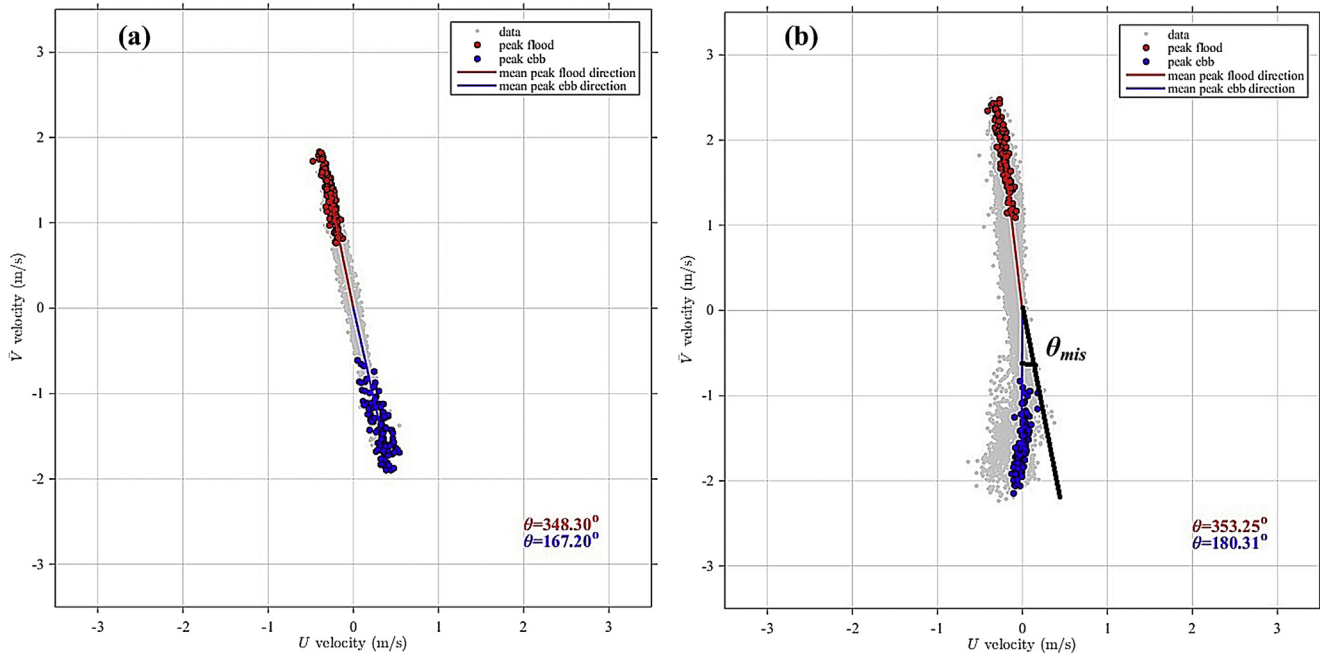 (a)
data
peak flood
peak ebb
mean peak flood direction
mean peak ebb direction
3
2
1
0
-1
-2
-3
V̄ velocity (m/s)
θ=348.30°
θ=167.20°
-3 -2 -1 0 1 2 3
U velocity (m/s)
(b)
data
peak flood
peak ebb
mean peak flood direction
mean peak ebb direction
3
2
1
0
-1
-2
-3
V̄ velocity (m/s)
θmis
θ=353.25°
θ=180.31°
-3 -2 -1 0 1 2 3
U velocity (m/s)